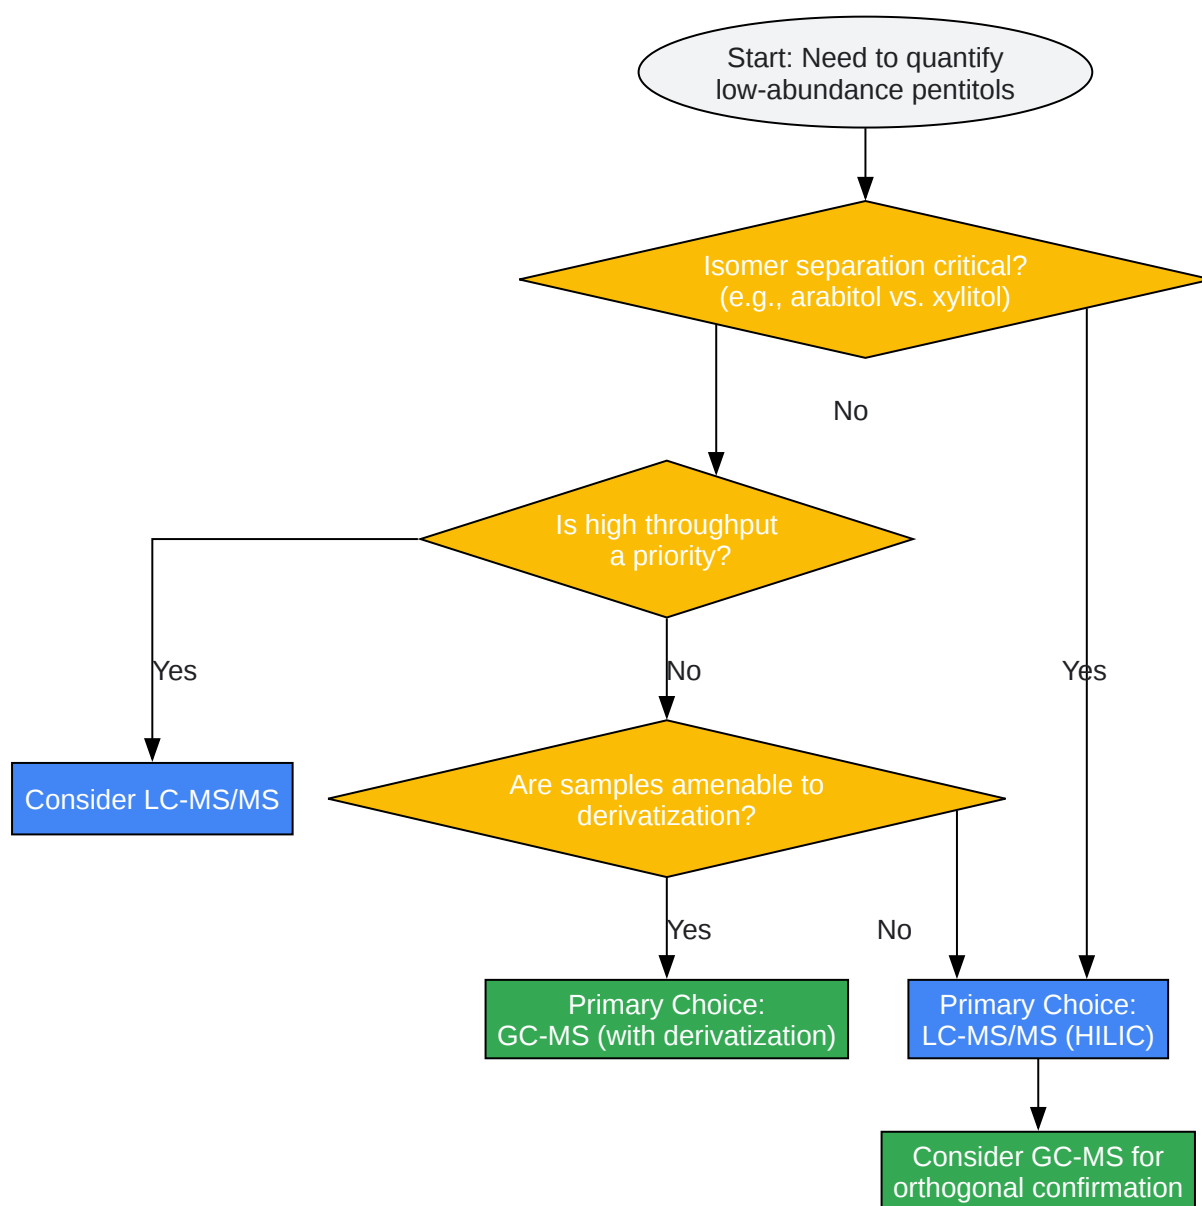 Start: Need to quantify
low-abundance pentitols
Isomer separation critical?
(e.g., arabitol vs. xylitol)
No
Is high throughput
a priority?
Yes
No
Yes
Consider LC-MS/MS
Are samples amenable to
derivatization?
Yes
No
Primary Choice:
GC-MS (with derivatization)
Primary Choice:
LC-MS/MS (HILIC)
Consider GC-MS for
orthogonal confirmation